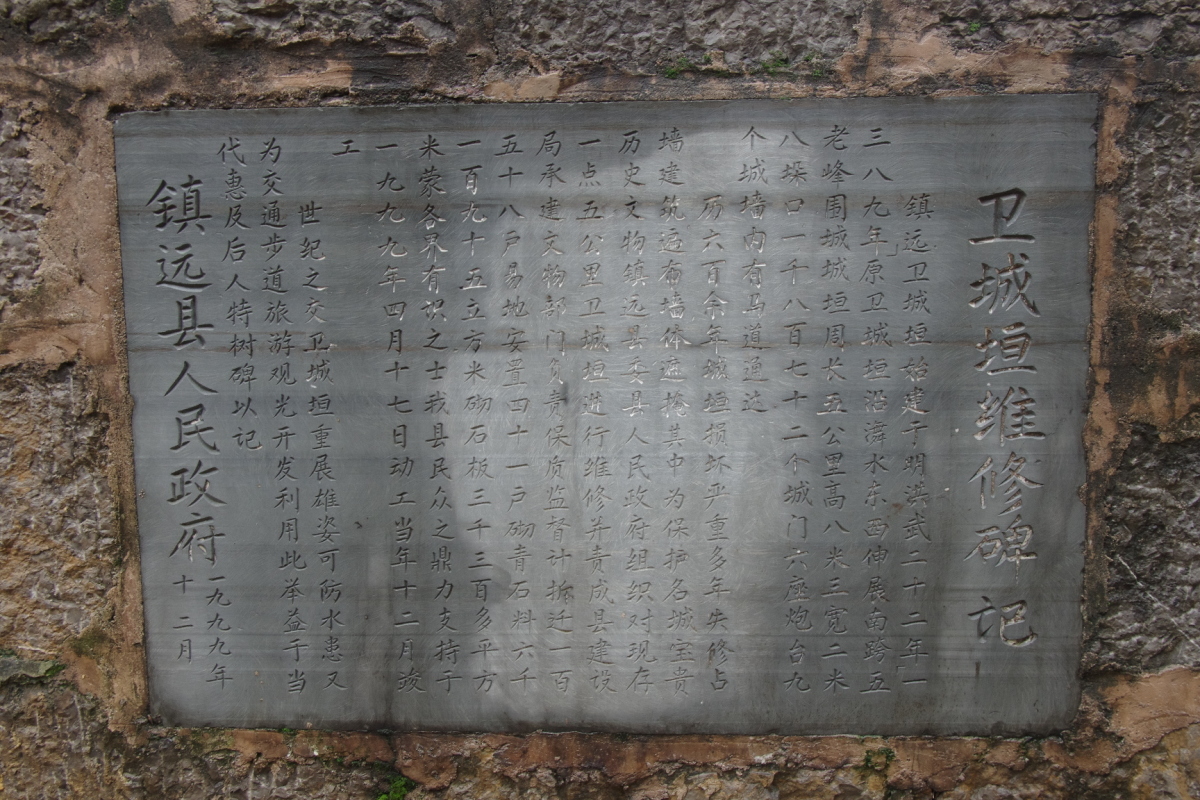 卫城垣维修碑记
镇远卫城垣始建于明洪武二十二年「一
三八九年」原卫城垣沿㵲水东西伸展南跨五
老峰围城城垣周长五公里高八米三宽二米
八垛口一千八百七十二个城门六座炮台九
个城墙内有马道通达
历六百余年城垣损坏严重多年失修占
墙建筑遍布墙体遮掩其中为保护名城宝贵
历史文物镇远县委县人民政府组织对现存
一点五公里卫城垣进行维修并责成县建设
局承建文物部门负责保质监督计拆迁一百
五十八户易地安置四十一户砌青石料六千
一百九十五立方米砌石板三千三百多平方
米蒙各界有识之士我县民众之鼎力支持于
一九九九年四月十七日动工当年十二月竣
工
世纪之交卫城垣重展雄姿可防水患又
为交通步道旅游观光开发利用此举益于当
代惠及后人特树碑以记
镇远县人民政府
一九九九年
十二月